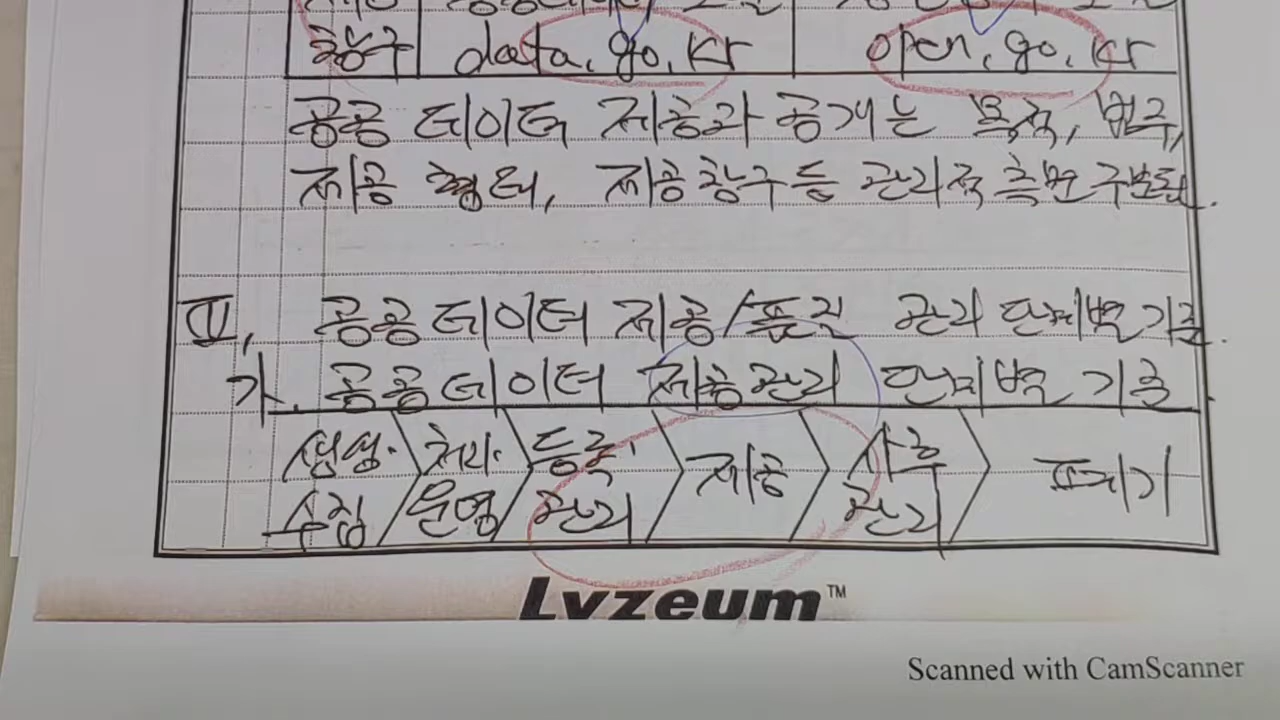 창구 data.go.kr open.go.kr
공공 데이터 제공과 공개는 목적, 범주,
제공 형태, 제공창구 등 관리적 측면 구분됨.
Ⅲ. 공공 데이터 제공/품질 관리 단계별 기준.
가. 공공 데이터 제공관리 단계별 기준
생성· 처리· 등록· 제공 사후 폐기
수집 운영 관리 관리
Lyzeum™
Scanned with CamScanner